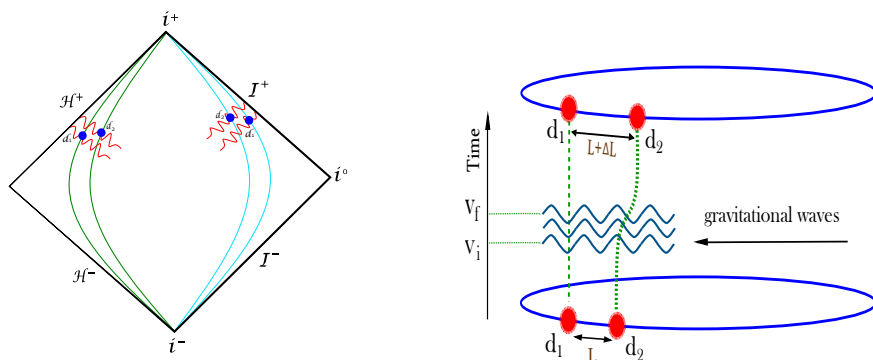 i⁺
ℋ⁺
I⁺
d₁
d₂
d₂
d₁
i⁰
ℋ⁻
I⁻
i⁻
Time
d₁
L+ΔL
d₂
V_f
V_i
gravitational waves
d₁
L
d₂